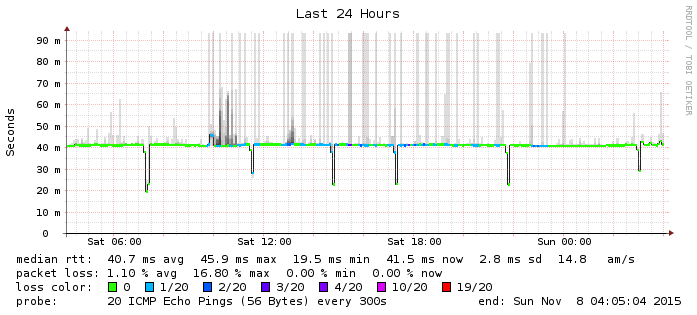 Last 24 Hours
RRDTOOL / TOBI OETIKER
Seconds
90 m
80 m
70 m
60 m
50 m
40 m
30 m
20 m
10 m
0
Sat 06:00 Sat 12:00 Sat 18:00 Sun 00:00
median rtt: 40.7 ms avg 45.9 ms max 19.5 ms min 41.5 ms now 2.8 ms sd 14.8 am/s
packet loss: 1.10 % avg 16.80 % max 0.00 % min 0.00 % now
loss color: 0 1/20 2/20 3/20 4/20 10/20 19/20
probe: 20 ICMP Echo Pings (56 Bytes) every 300s end: Sun Nov 8 04:05:04 2015